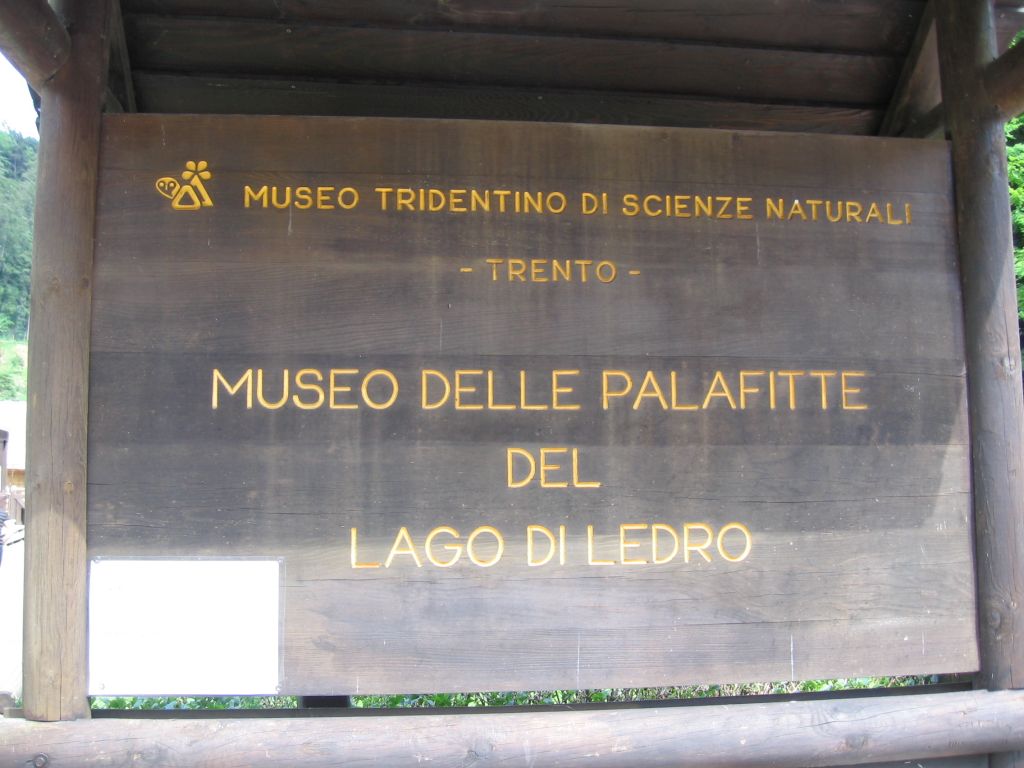 MUSEO TRIDENTINO DI SCIENZE NATURALI
- TRENTO -
MUSEO DELLE PALAFITTE
DEL
LAGO DI LEDRO